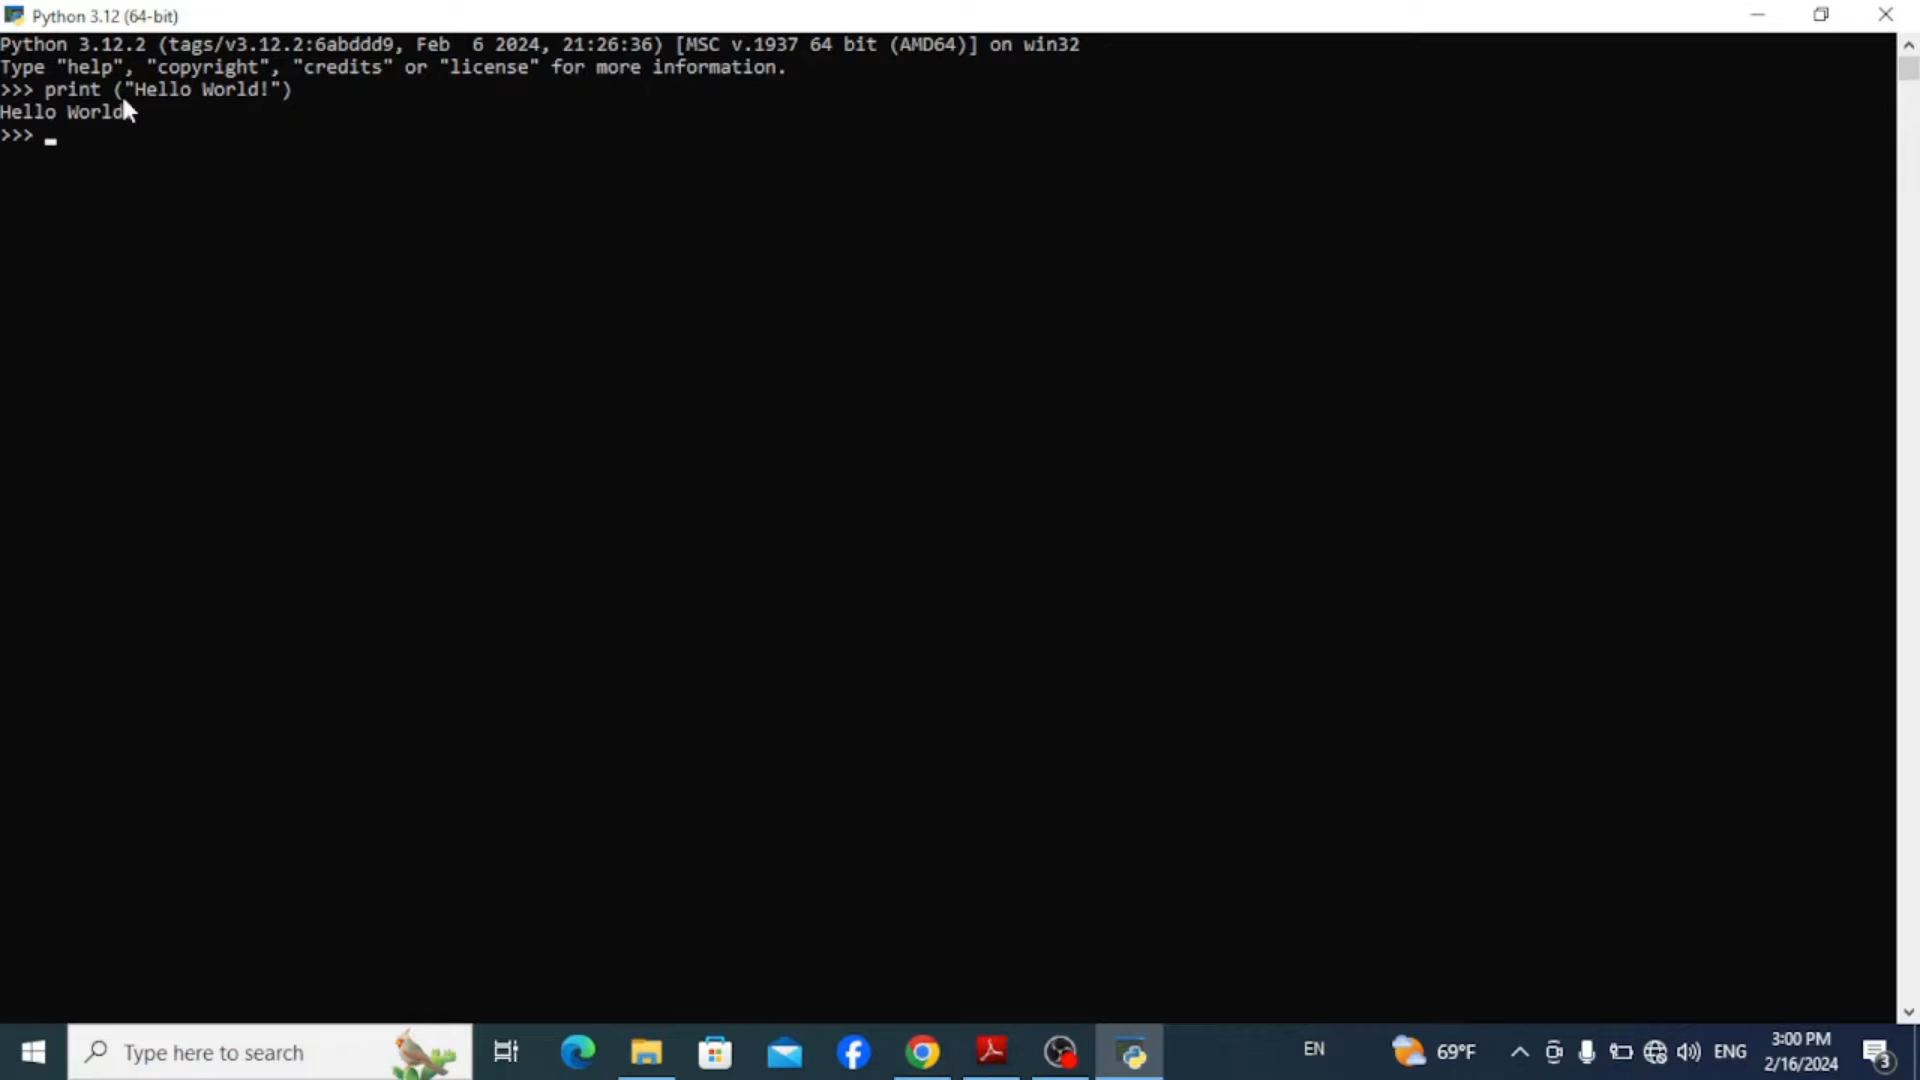 Python 3.12 (64-bit)
Python 3.12.2 (tags/v3.12.2:6abddd9, Feb  6 2024, 21:26:36) [MSC v.1937 64 bit (AMD64)] on win32
Type "help", "copyright", "credits" or "license" for more information.
>>> print ("Hello World!")
Hello World
>>>
Type here to search
EN
69°F
ENG
3:00 PM
2/16/2024
3